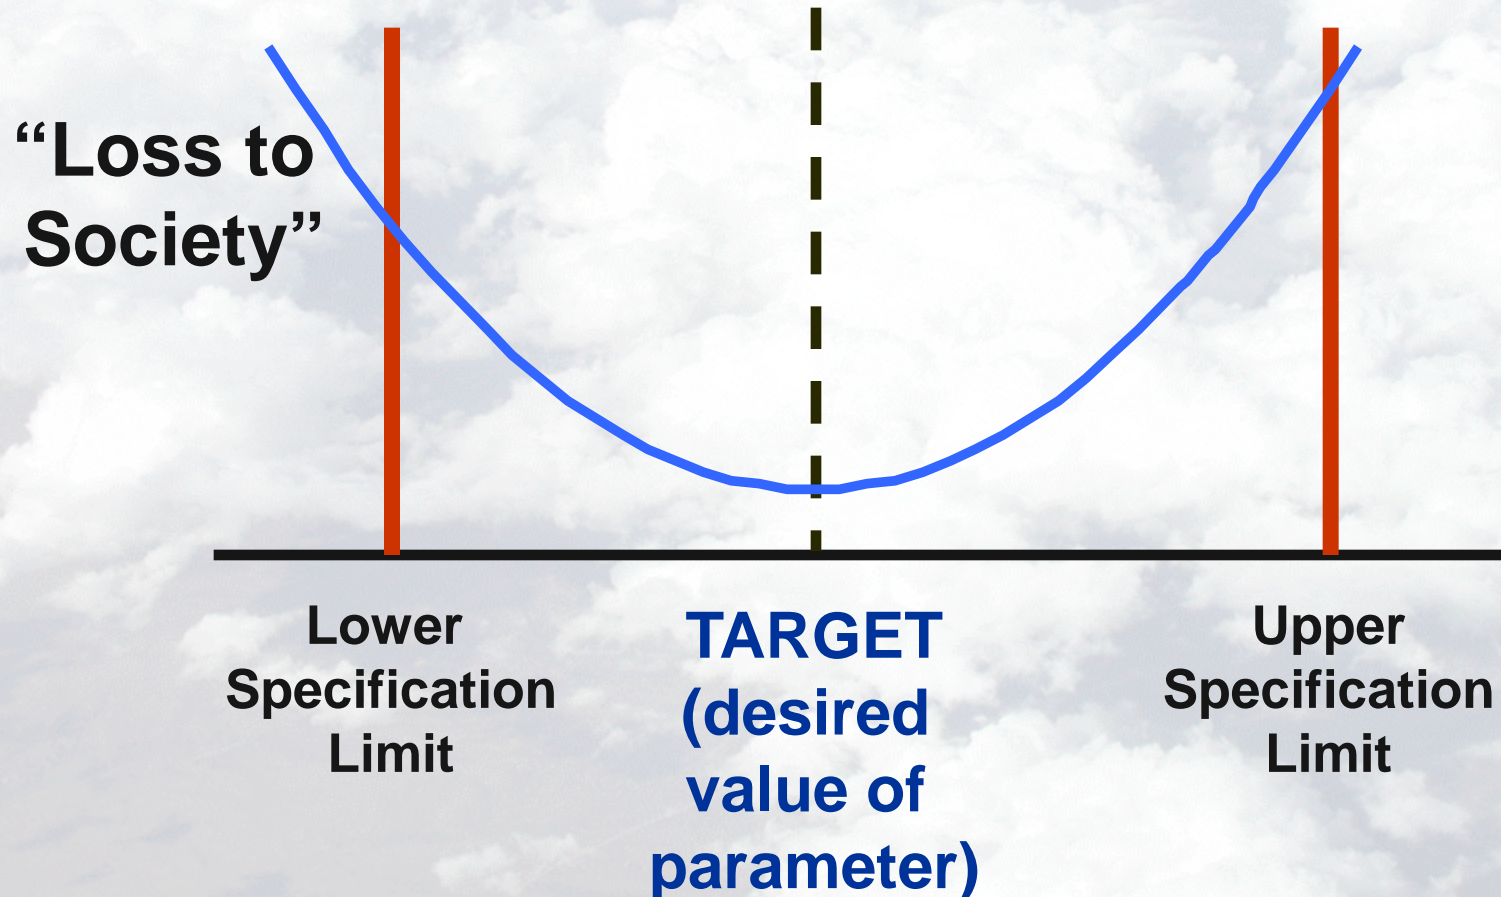 “Loss to
Society”
Lower
Specification
Limit
TARGET
(desired
value of
parameter)
Upper
Specification
Limit